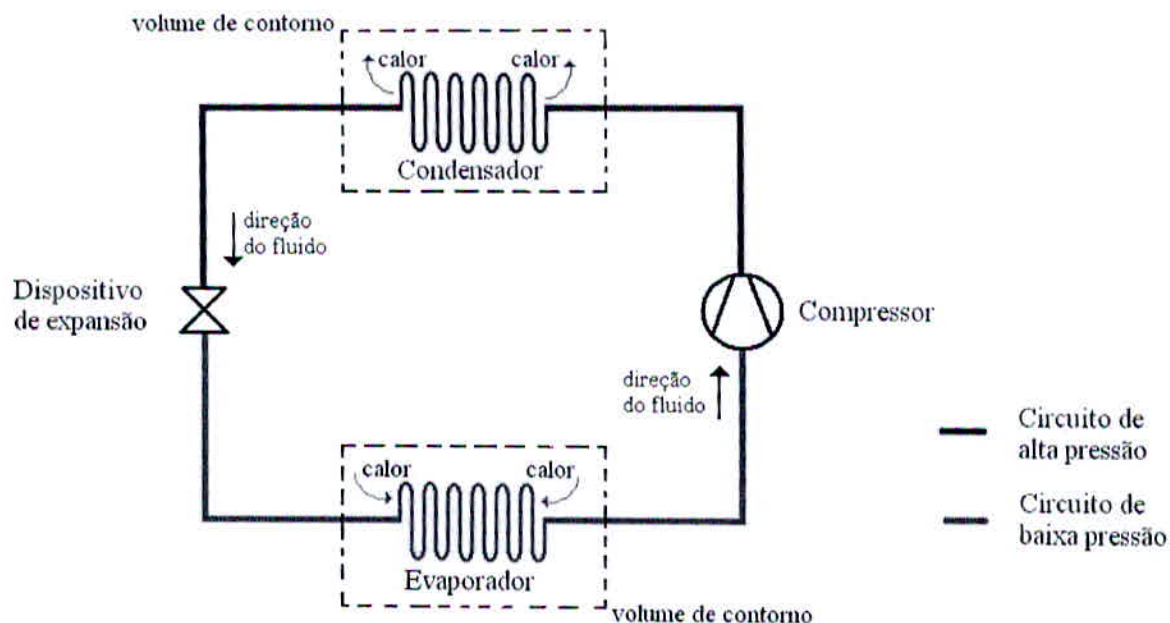 volume de contorno
calor calor
Condensador
direção
do fluido
Dispositivo
de expansão
Compressor
direção
do fluido
Circuito de
alta pressão
calor calor
Circuito de
baixa pressão
Evaporador
volume de contorno